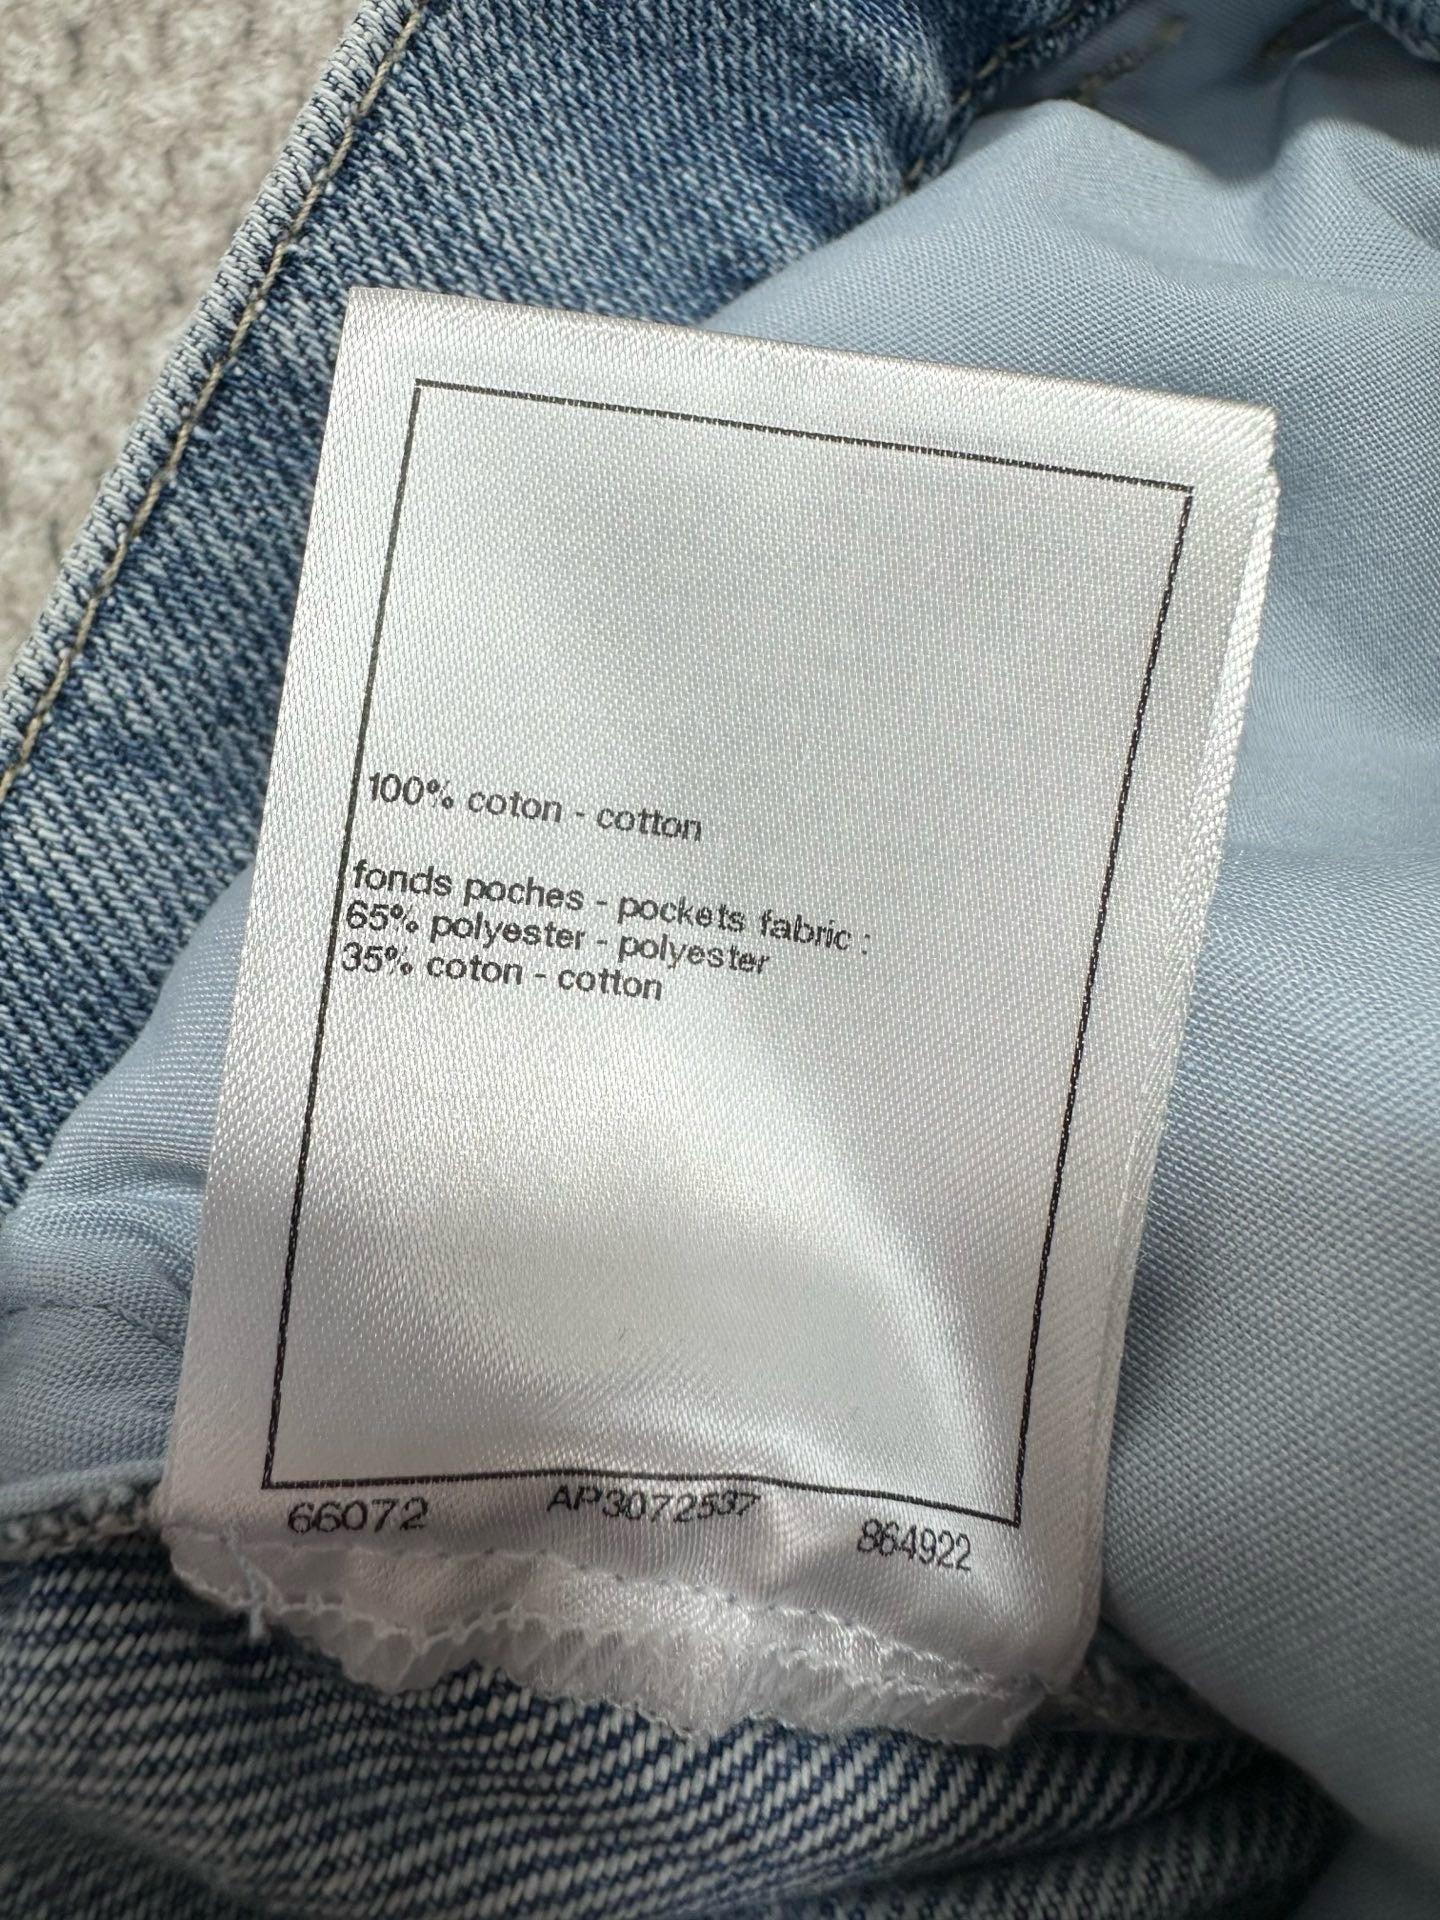 100% coton - cotton
fonds poches - pockets fabric :
65% polyester - polyester
35% coton - cotton
66072 AP3072537 864922